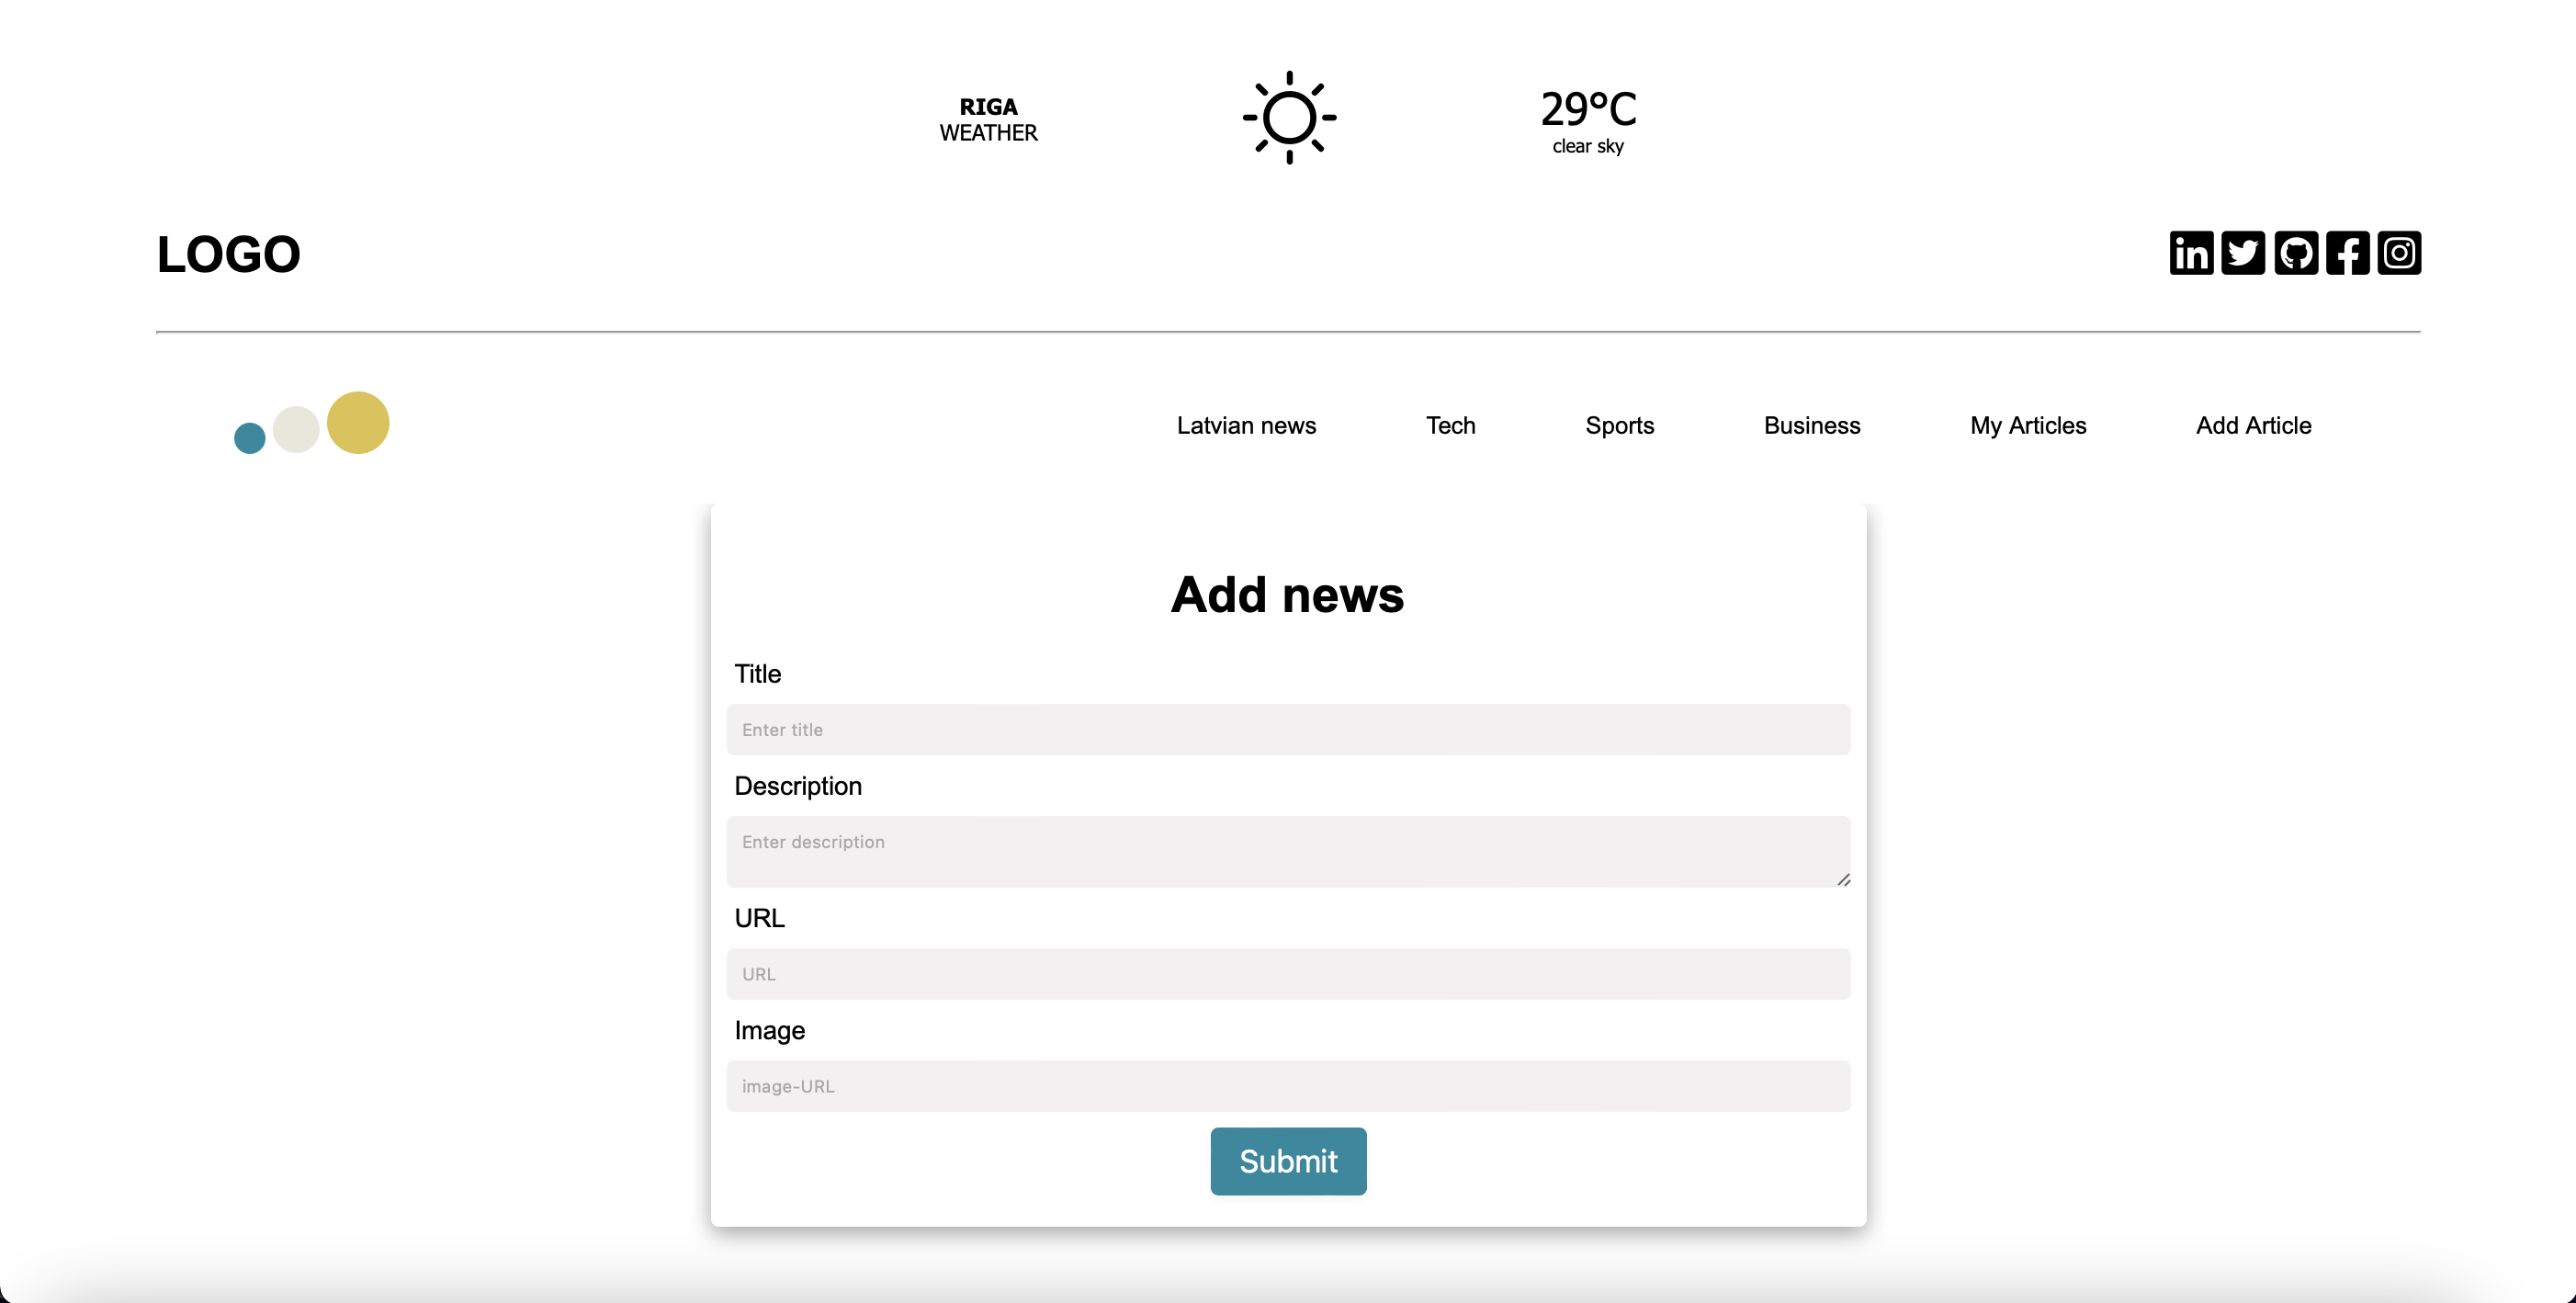 RIGA
WEATHER
29°C
clear sky
LOGO
Latvian news Tech Sports Business My Articles Add Article
Add news
Title
Enter title
Description
Enter description
URL
URL
Image
image-URL
Submit